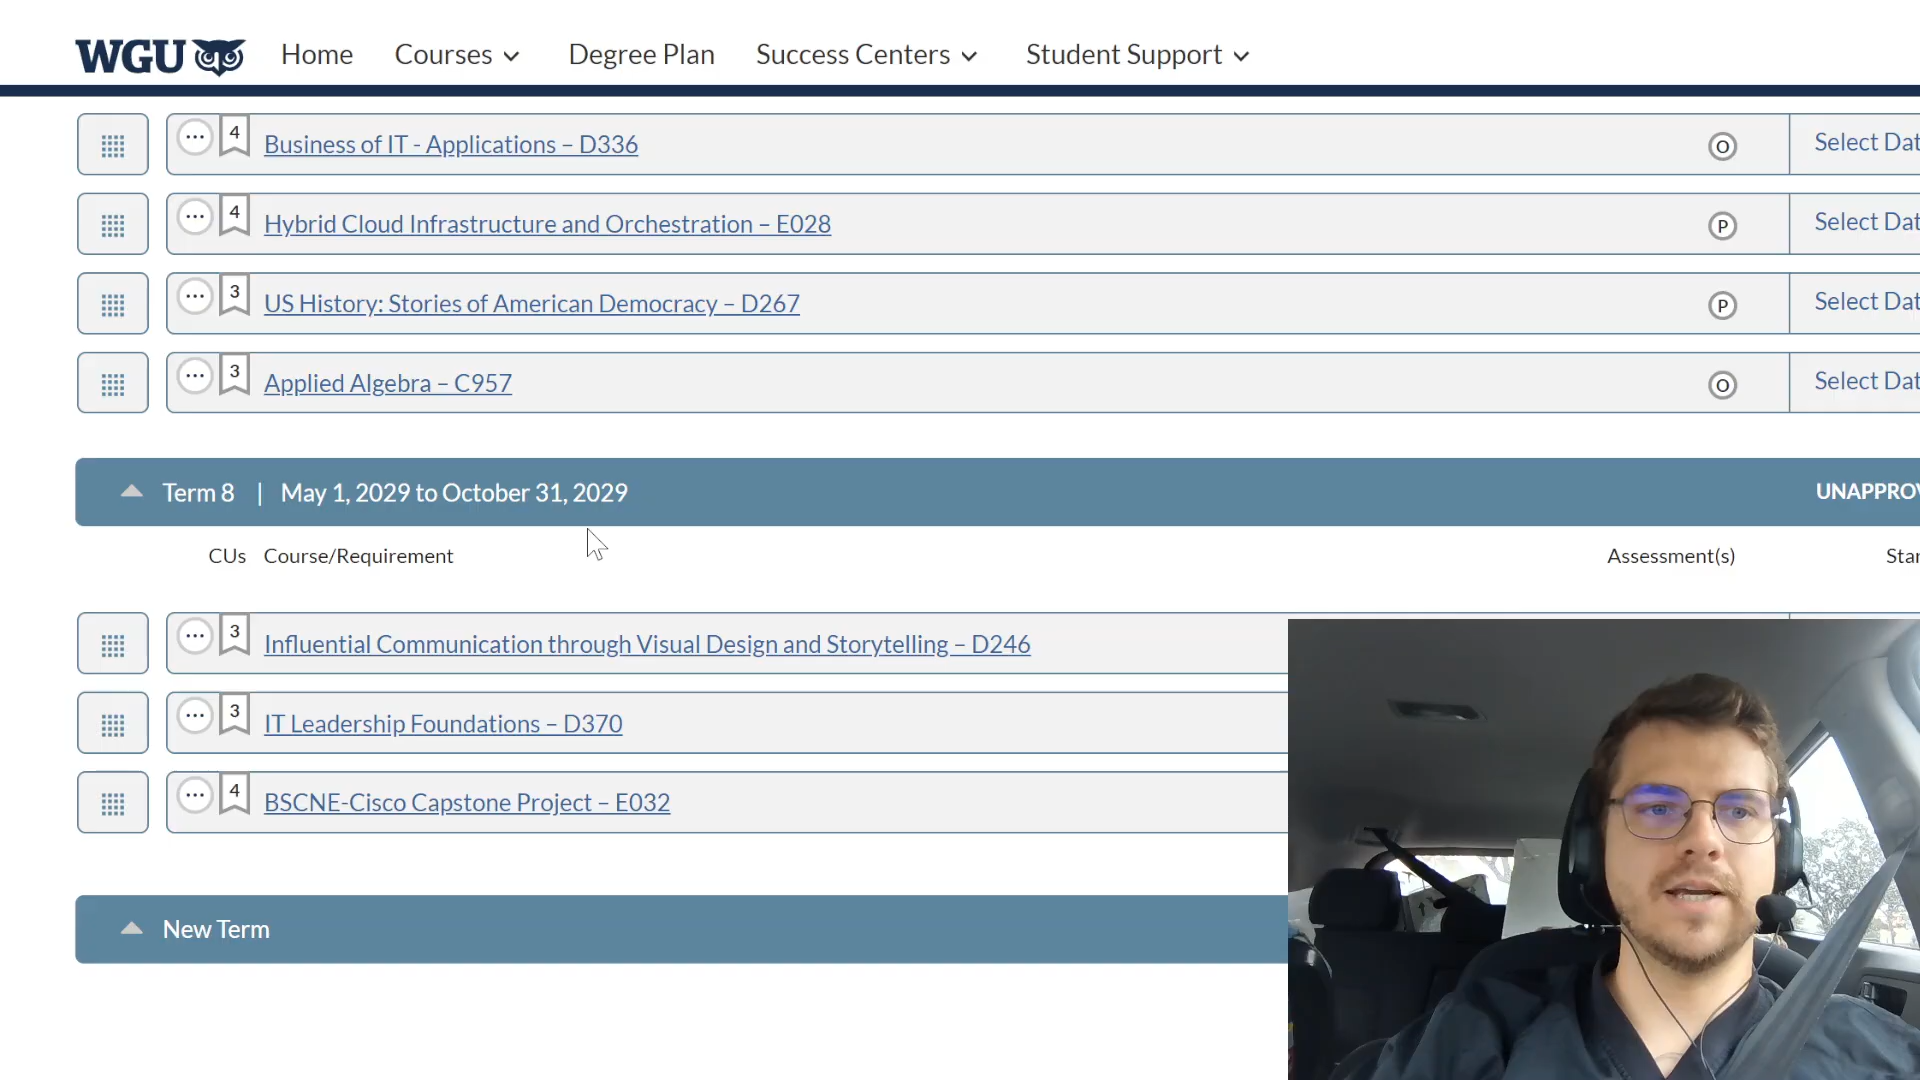 WGU Home Courses Degree Plan Success Centers Student Support
4 Business of IT - Applications – D336 O Select Dat
4 Hybrid Cloud Infrastructure and Orchestration – E028 P Select Dat
3 US History: Stories of American Democracy – D267 P Select Dat
3 Applied Algebra – C957 O Select Dat
Term 8 | May 1, 2029 to October 31, 2029 UNAPPROV
CUs Course/Requirement Assessment(s) Star
3 Influential Communication through Visual Design and Storytelling – D246
3 IT Leadership Foundations – D370
4 BSCNE-Cisco Capstone Project – E032
New Term